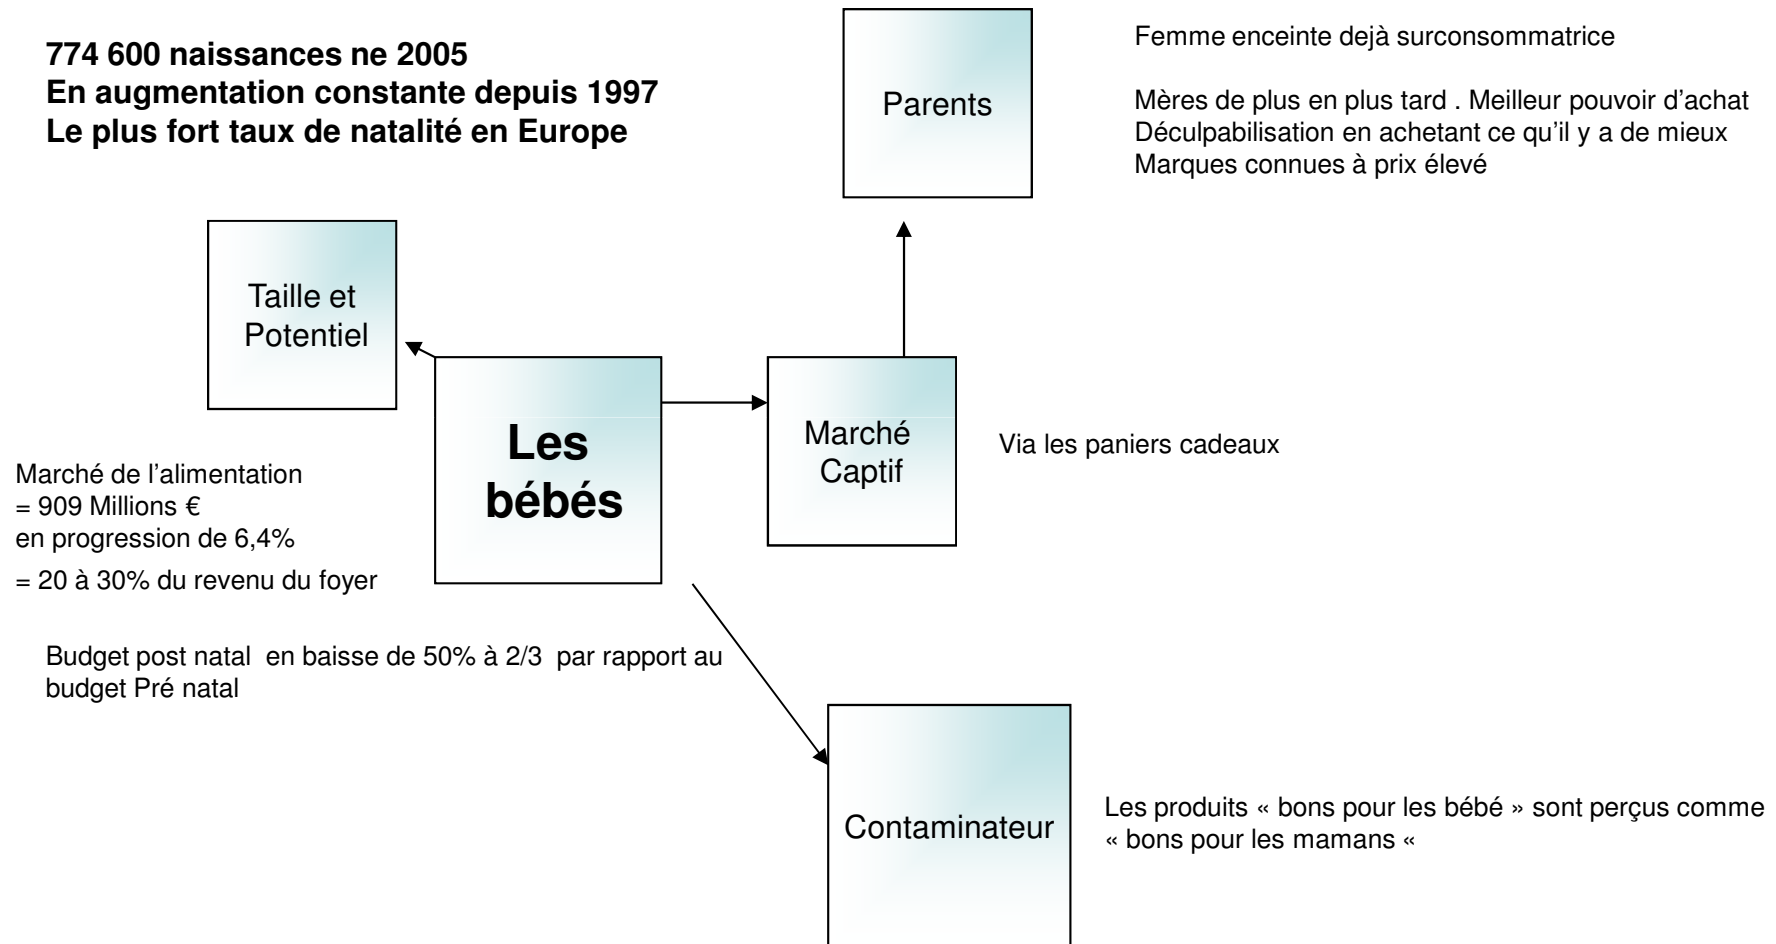 774 600 naissances ne 2005
En augmentation constante depuis 1997
Le plus fort taux de natalité en Europe
Parents
Femme enceinte dejà surconsommatrice
Mères de plus en plus tard . Meilleur pouvoir d'achat
Déculpabilisation en achetant ce qu'il y a de mieux
Marques connues à prix élevé
Taille et
Potentiel
Les
bébés
Marché
Captif
Via les paniers cadeaux
Marché de l'alimentation
= 909 Millions €
en progression de 6,4%
= 20 à 30% du revenu du foyer
Budget post natal en baisse de 50% à 2/3 par rapport au
budget Pré natal
Contaminateur
Les produits « bons pour les bébé » sont perçus comme
« bons pour les mamans «